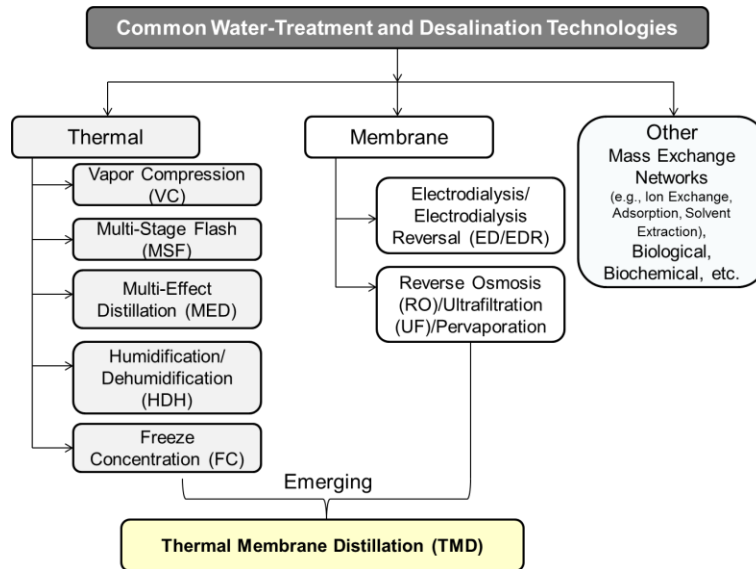 Common Water-Treatment and Desalination Technologies
Thermal
Vapor Compression
(VC)
Multi-Stage Flash
(MSF)
Multi-Effect
Distillation (MED)
Humidification/
Dehumidification
(HDH)
Freeze
Concentration (FC)
Membrane
Electrodialysis/
Electrodialysis
Reversal (ED/EDR)
Reverse Osmosis
(RO)/Ultrafiltration
(UF)/Pervaporation
Other
Mass Exchange
Networks
(e.g., Ion Exchange,
Adsorption, Solvent
Extraction),
Biological,
Biochemical, etc.
Emerging
Thermal Membrane Distillation (TMD)